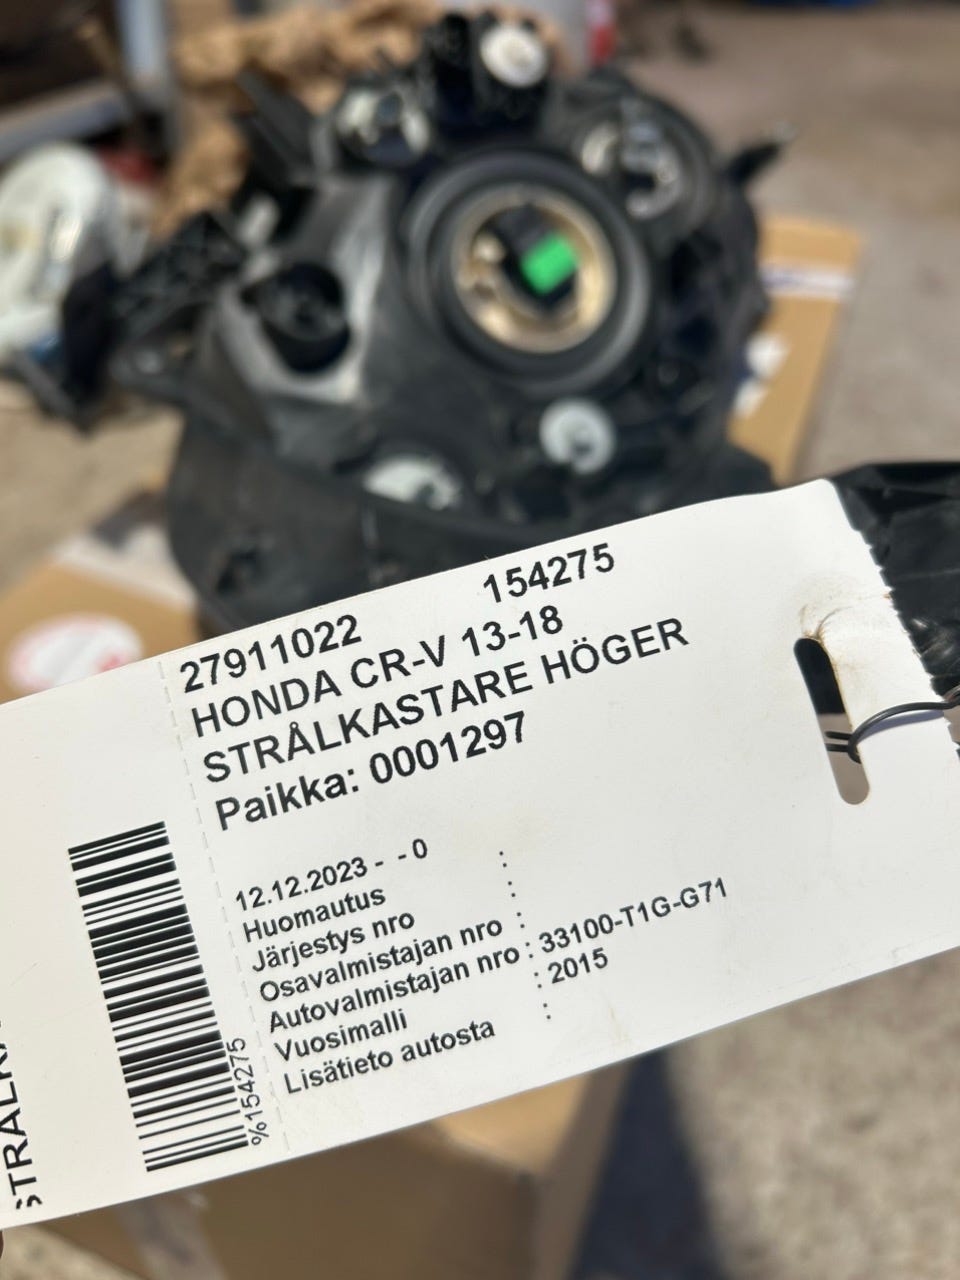 27911022 154275
HONDA CR-V 13-18
STRÅLKASTARE HÖGER
Paikka: 0001297
12.12.2023 - - 0
Huomautus :
Järjestys nro :
Osavalmistajan nro :
Autovalmistajan nro : 33100-T1G-G71
Vuosimalli : 2015
Lisätieto autosta :
%154275